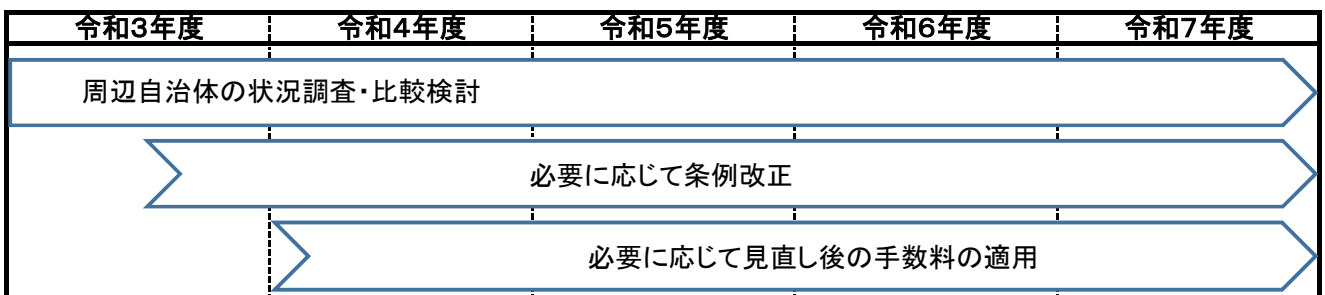 令和3年度 令和4年度 令和5年度 令和6年度 令和7年度
周辺自治体の状況調査・比較検討
必要に応じて条例改正
必要に応じて見直し後の手数料の適用